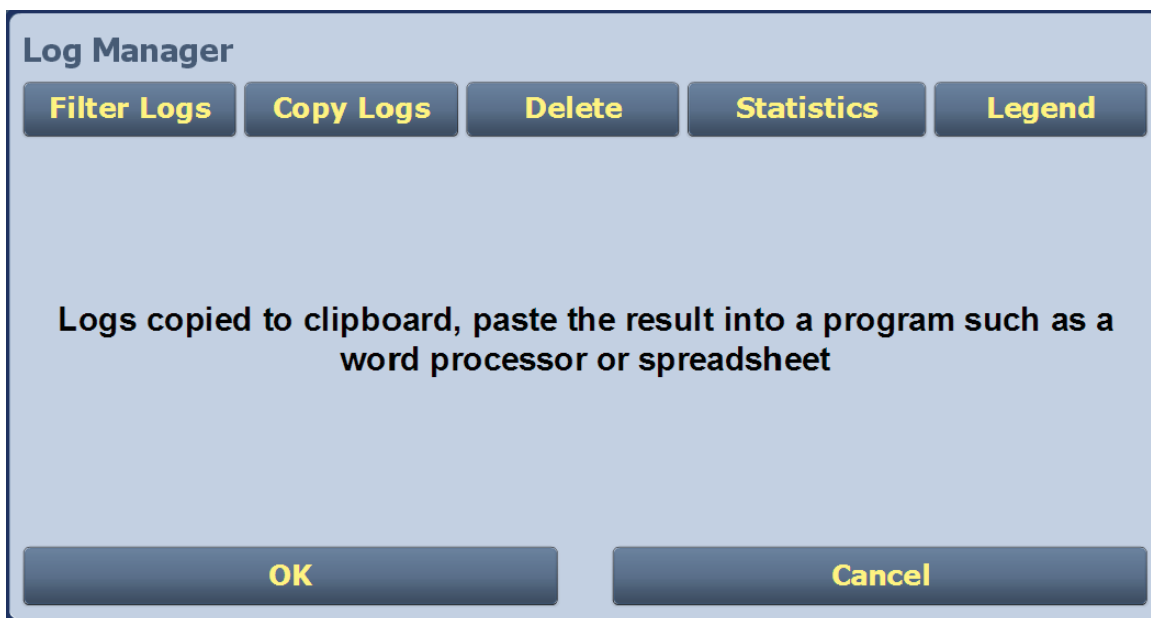 Log Manager
Filter Logs Copy Logs Delete Statistics Legend
Logs copied to clipboard, paste the result into a program such as a
word processor or spreadsheet
OK Cancel